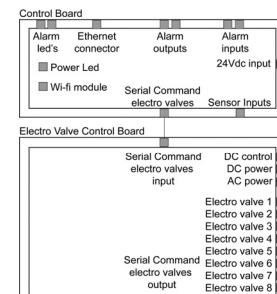 Control Board
Alarm led's
Ethernet connector
Alarm outputs
Alarm inputs
24Vdc input
Power Led
Wi-fi module
Serial Command
electro valves
Sensor Inputs
Electro Valve Control Board
Serial Command
electro valves
input
DC control
DC power
AC power
Electro valve 1
Electro valve 2
Electro valve 3
Electro valve 4
Electro valve 5
Electro valve 6
Electro valve 7
Electro valve 8
Serial Command
electro valves
output